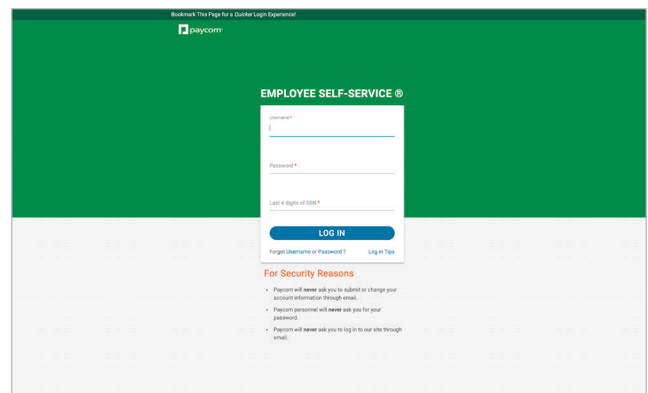 Bookmark This Page for a Quicker Login Experience!
paycom
EMPLOYEE SELF-SERVICE ®
Username *
Password *
Last 4 digits of SSN *
LOG IN
Forgot Username or Password ? Log in Tips
For Security Reasons
• Paycom will never ask you to submit or change your
account information through email.
• Paycom personnel will never ask you for your
password.
• Paycom will never ask you to log in to our site through
email.